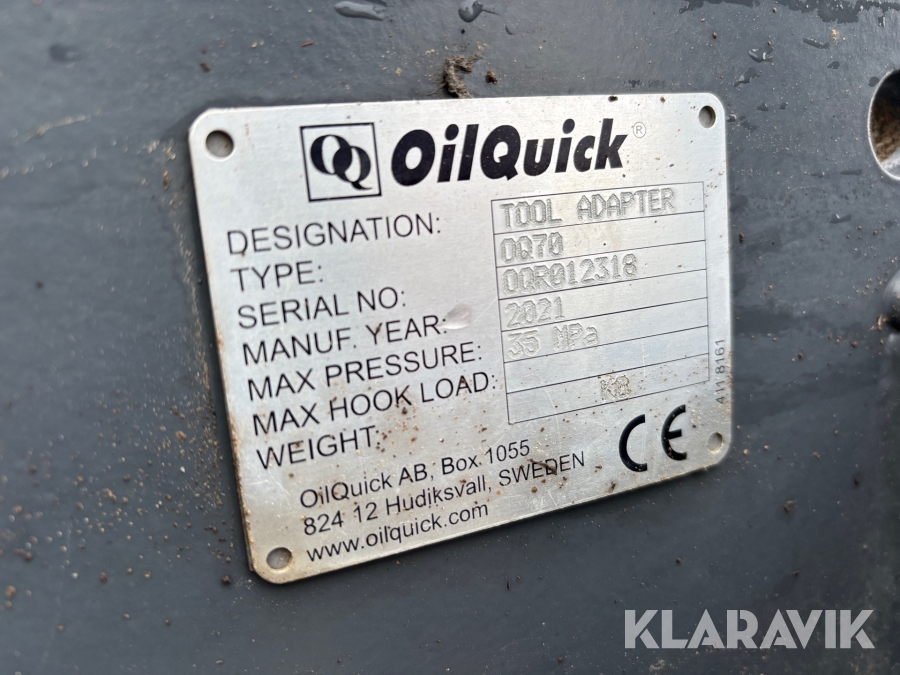 QQ OilQuick®
DESIGNATION: TOOL ADAPTER
TYPE: OQ70
SERIAL NO: OQR012318
MANUF. YEAR: 2021
MAX PRESSURE: 35 MPa
MAX HOOK LOAD:
WEIGHT: KG
OilQuick AB, Box 1055
824 12 Hudiksvall, SWEDEN
www.oilquick.com
CE
411 8161
KLARAVIK